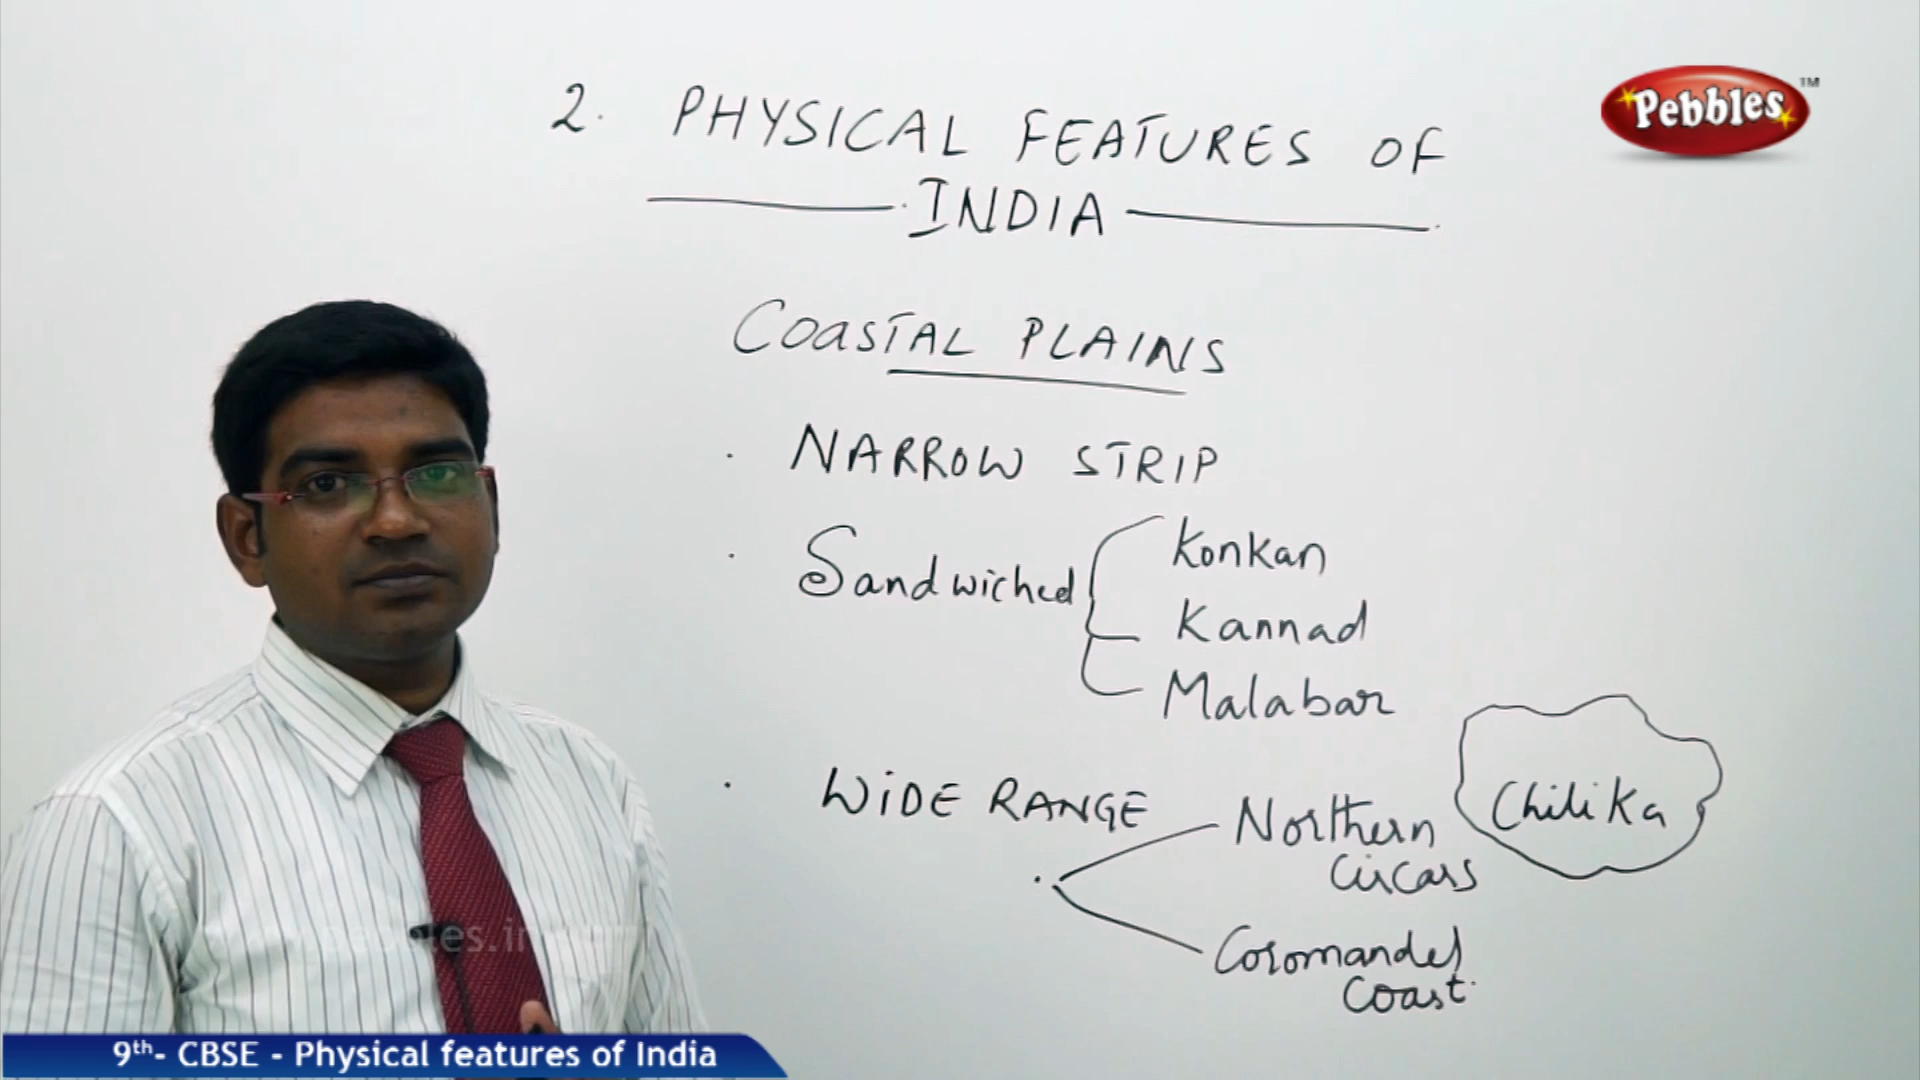 2. PHYSICAL FEATURES OF
INDIA
Pebbles™
COASTAL PLAINS
. NARROW STRIP
. Sandwiched
Konkan
Kannad
Malabar
. WIDE RANGE
Northern
Circars
Chilika
Coromandel
Coast.
9th- CBSE - Physical features of India